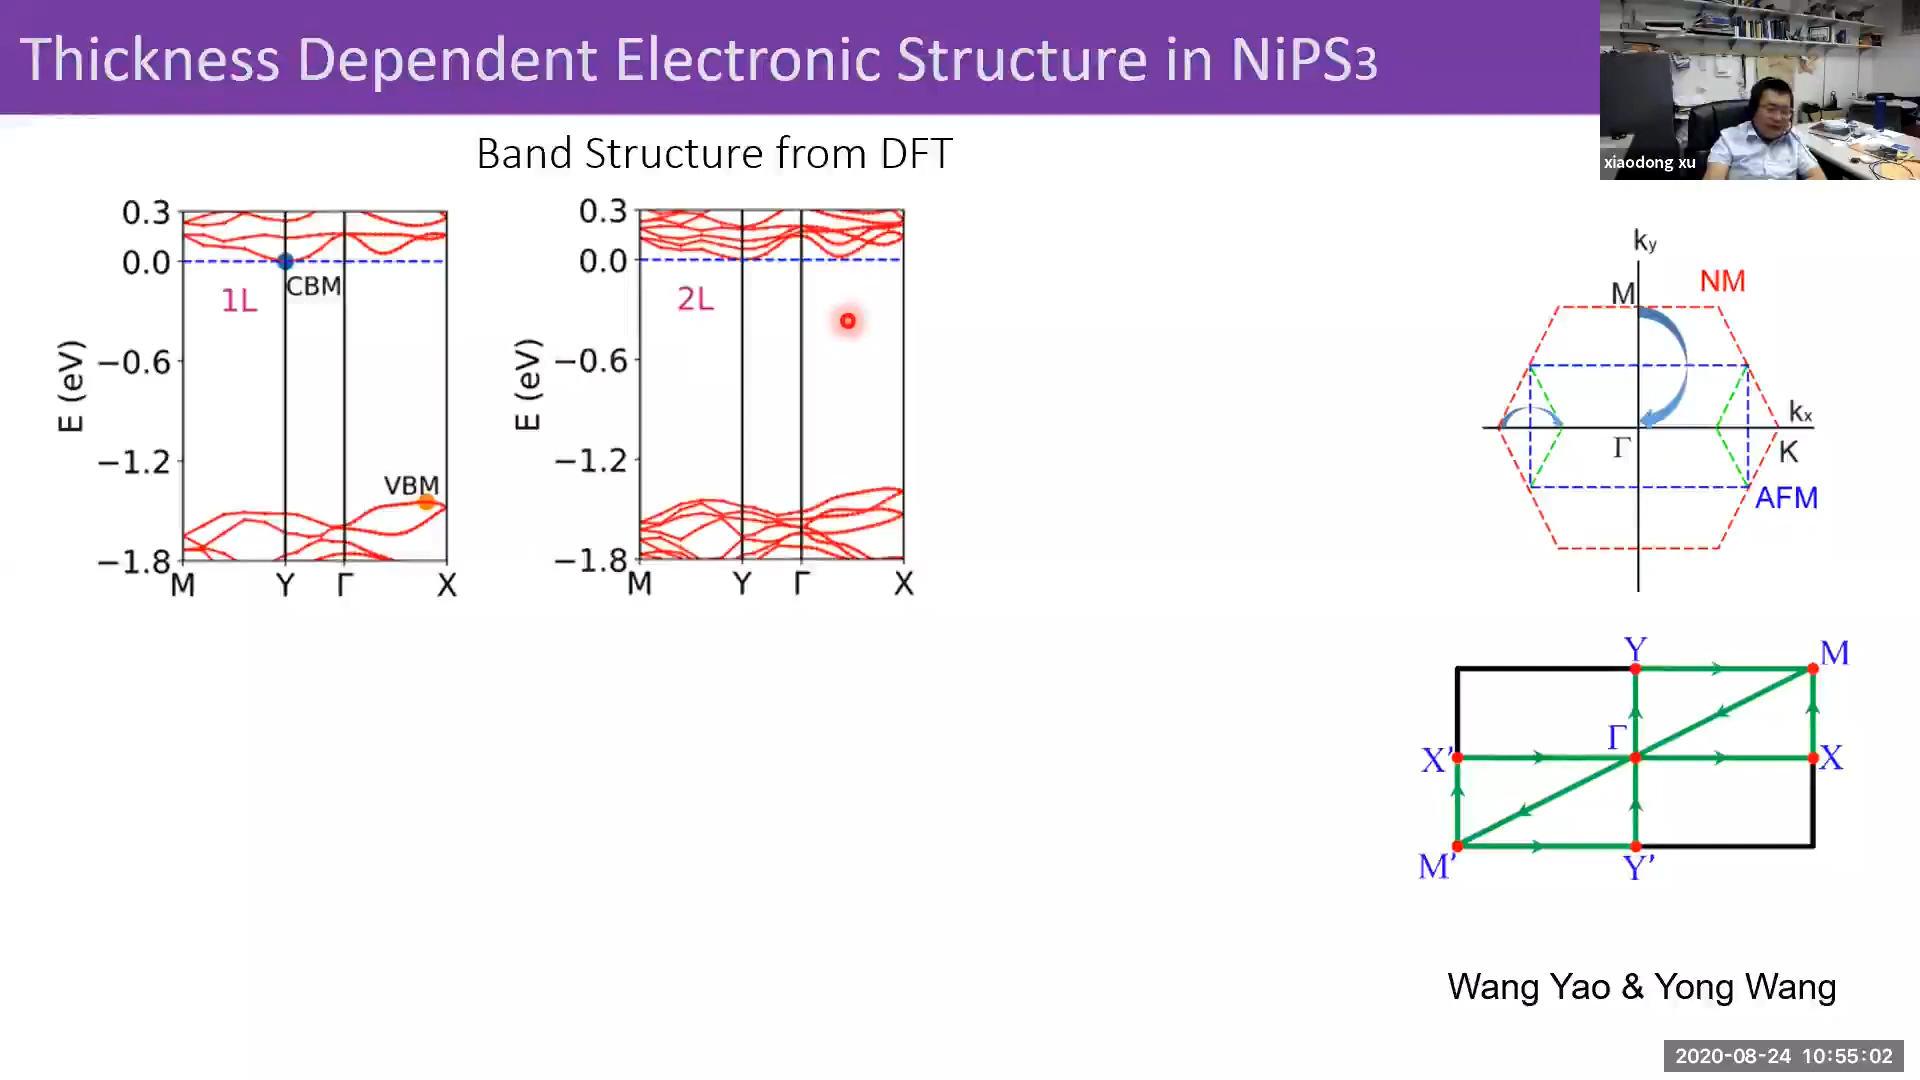 Thickness Dependent Electronic Structure in NiPS3
xiaodong xu
Band Structure from DFT
0.3
0.0
−0.6
−1.2
−1.8
E (eV)
1L
CBM
VBM
M Y Γ X
0.3
0.0
−0.6
−1.2
−1.8
E (eV)
2L
M Y Γ X
ky
M
NM
kx
Γ
K
AFM
Y
M
Γ
X'
X
M'
Y'
Wang Yao & Yong Wang
2020-08-24 10:55:02